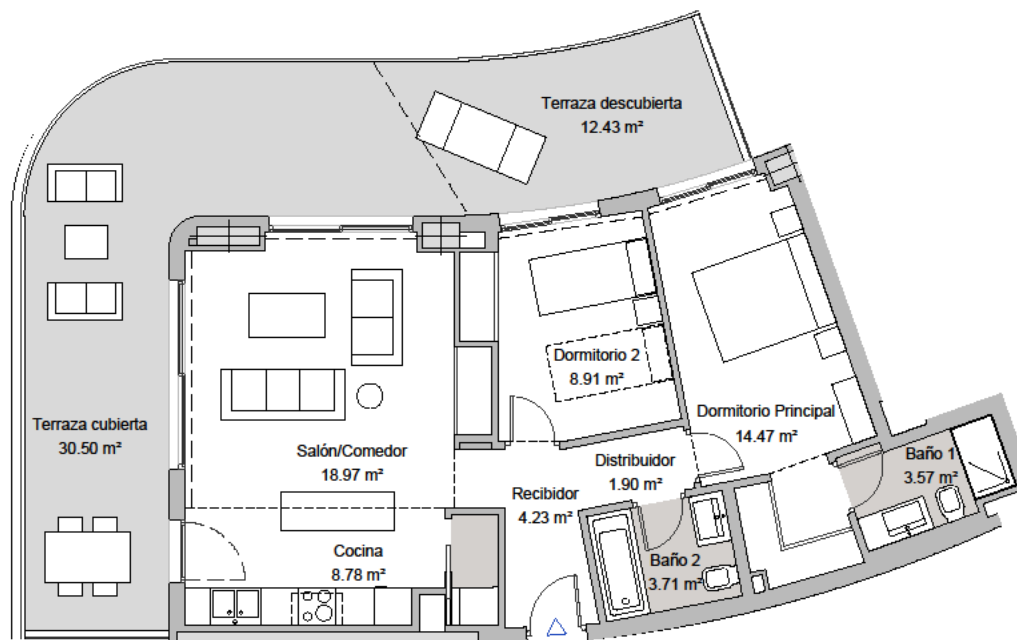 Terraza descubierta
12.43 m²
Dormitorio 2
8.91 m²
Dormitorio Principal
14.47 m²
Terraza cubierta
30.50 m²
Salón/Comedor
18.97 m²
Distribuidor
1.90 m²
Baño 1
3.57 m²
Recibidor
4.23 m²
Cocina
8.78 m²
Baño 2
3.71 m²